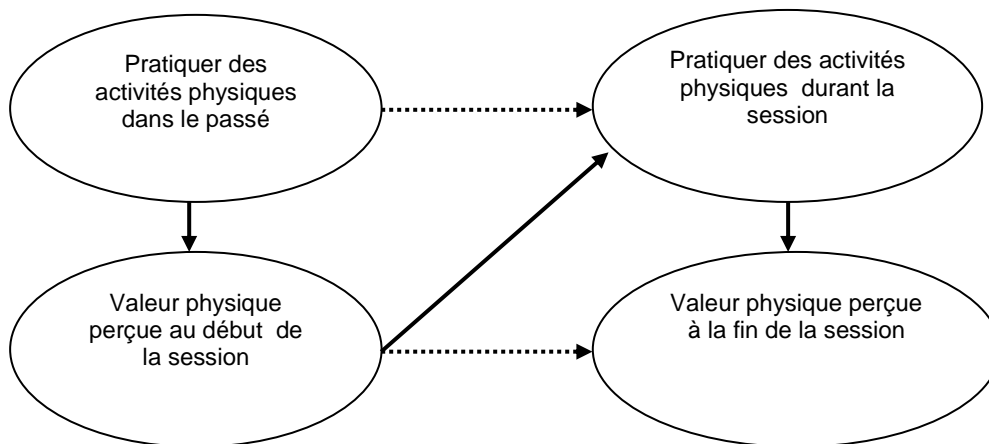 Pratiquer des
activités physiques
dans le passé
Pratiquer des activités
physiques durant la
session
Valeur physique
perçue au début de
la session
Valeur physique perçue
à la fin de la session